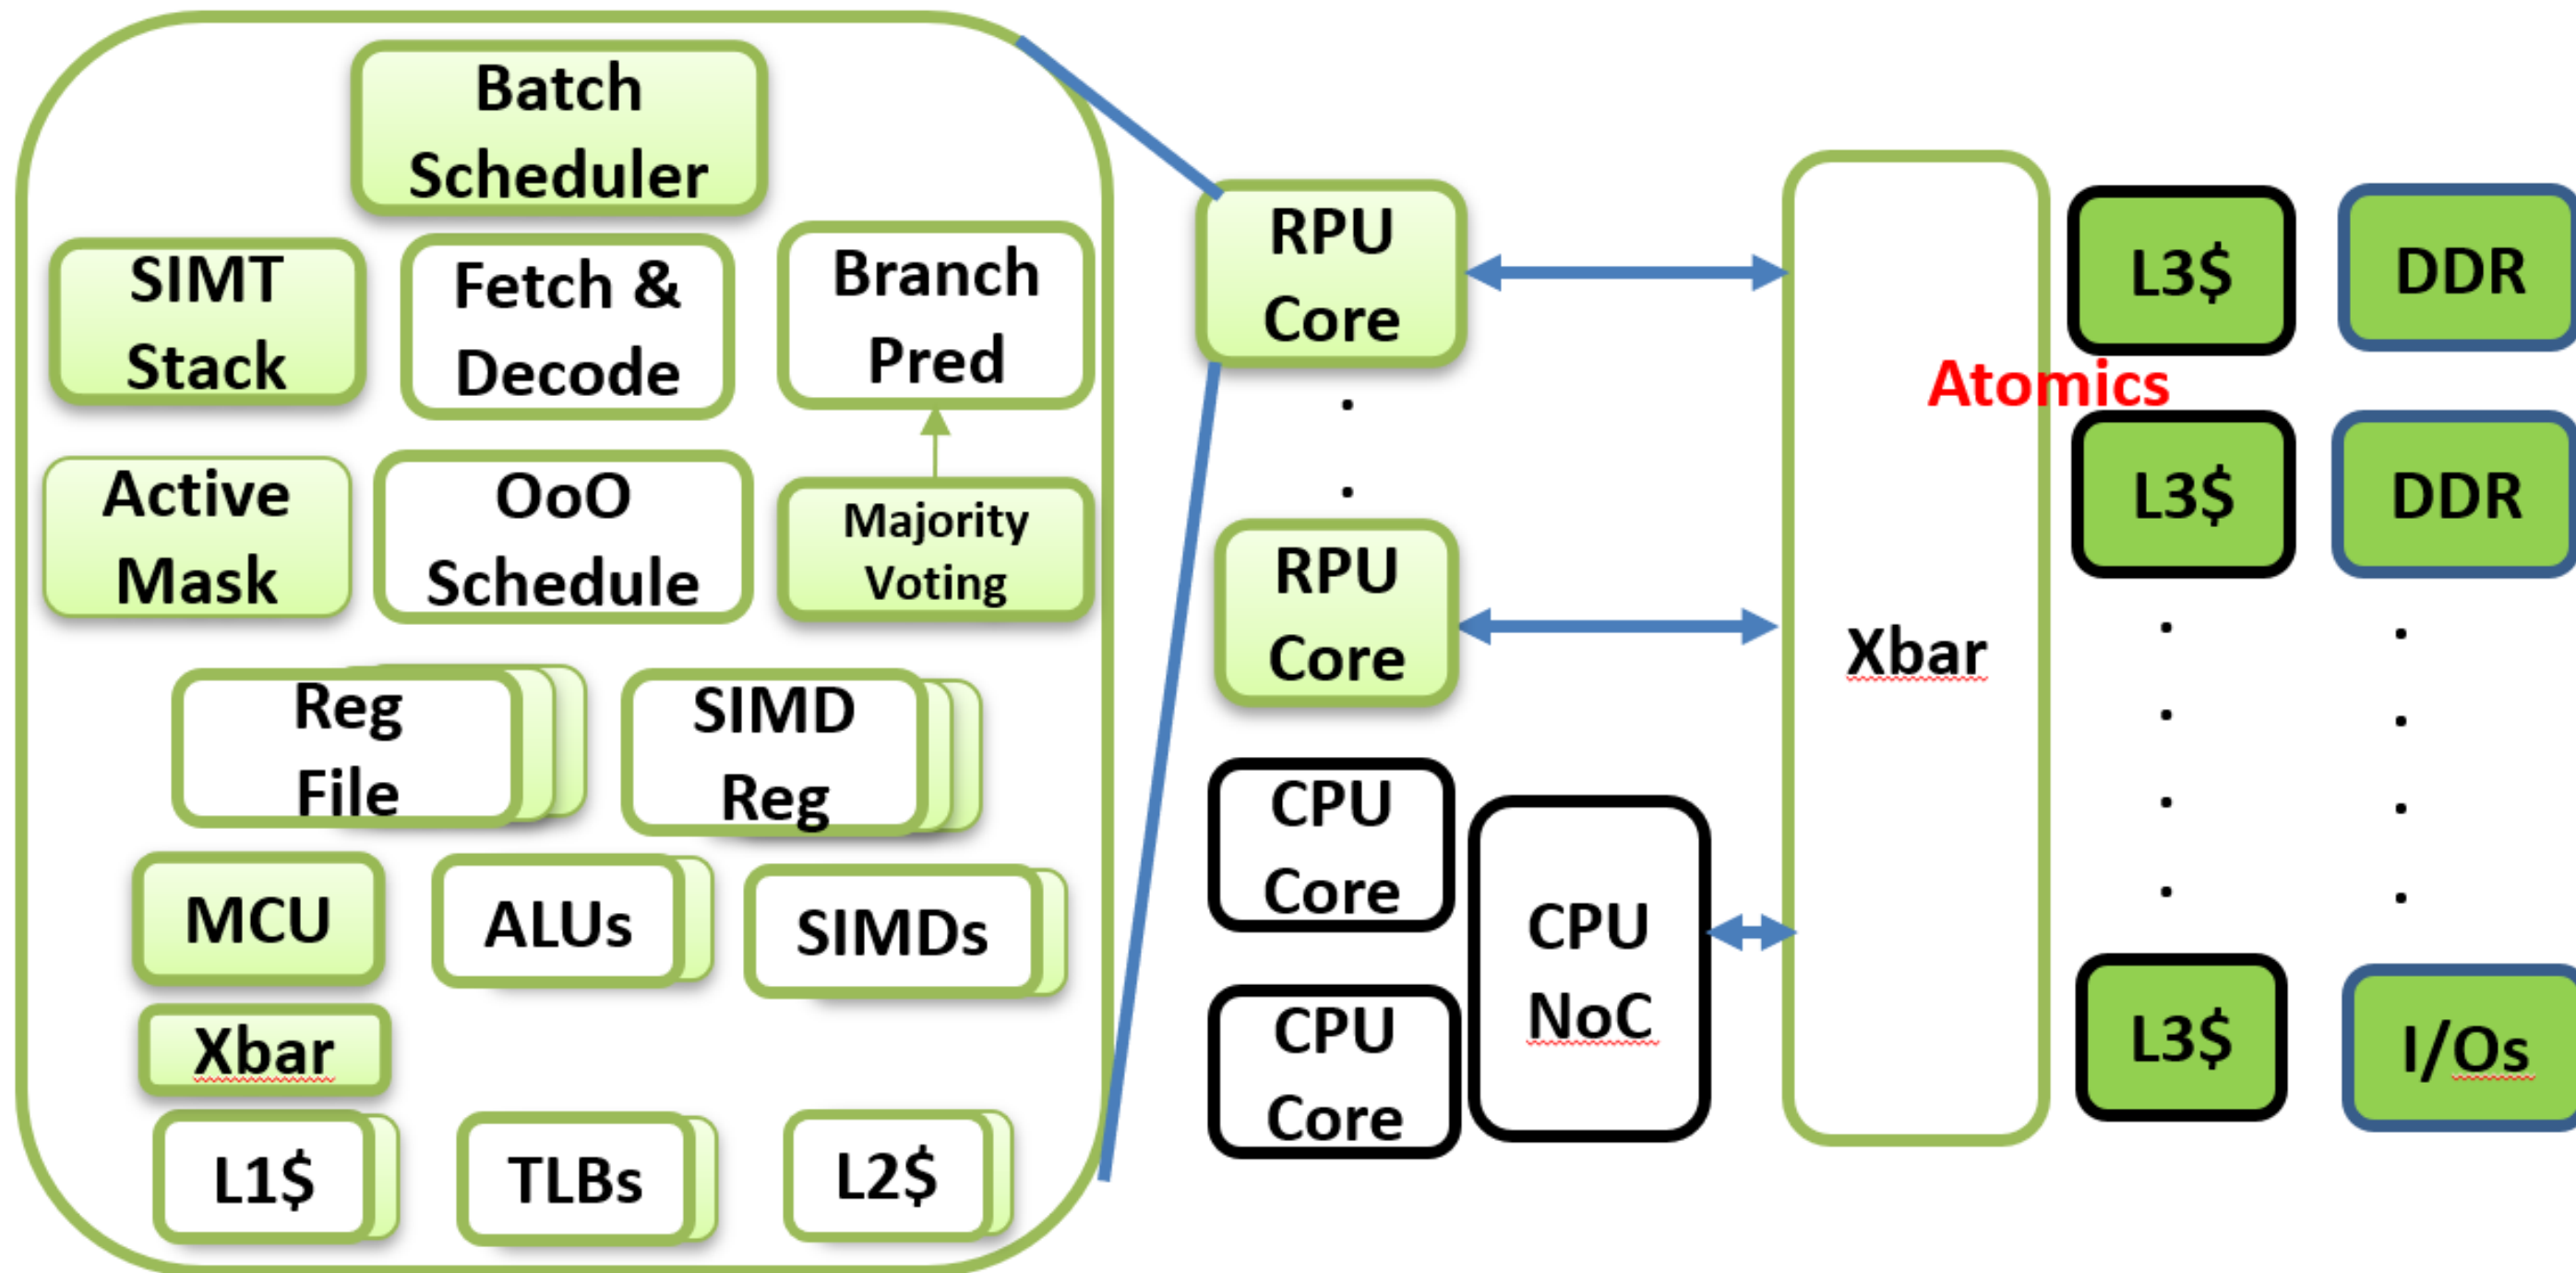 Batch
Scheduler
SIMT
Stack
Fetch &
Decode
Branch
Pred
Active
Mask
OoO
Schedule
Majority
Voting
Reg
File
SIMD
Reg
MCU
ALUs
SIMDs
Xbar
L1$
TLBs
L2$
RPU
Core
.
.
RPU
Core
CPU
Core
CPU
Core
CPU
NoC
Xbar
Atomics
L3$
DDR
L3$
DDR
.
.
.
.
.
.
.
.
L3$
I/Os